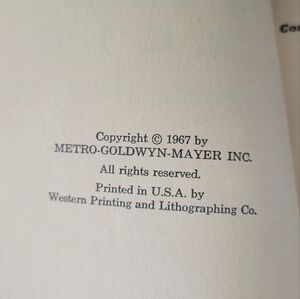 Copyright © 1967 by
METRO-GOLDWYN-MAYER INC.
All rights reserved.
Printed in U.S.A. by
Western Printing and Lithographing Co.